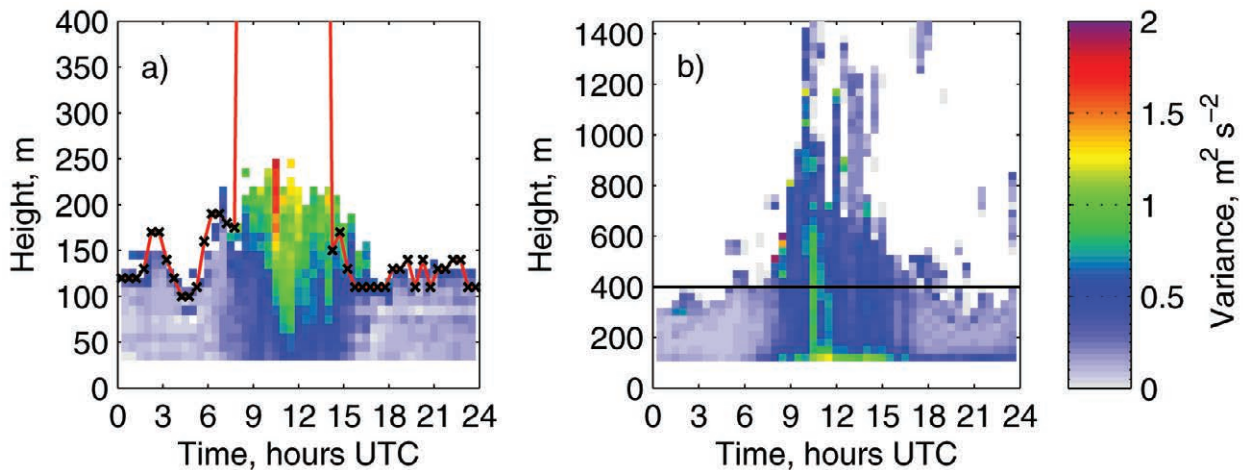 a)
Height, m
400
350
300
250
200
150
100
50
0
0 3 6 9 12 15 18 21 24
Time, hours UTC
b)
Height, m
1400
1200
1000
800
600
400
200
0
0 3 6 9 12 15 18 21 24
Time, hours UTC
2
1.5
1
0.5
0
Variance, m² s⁻²